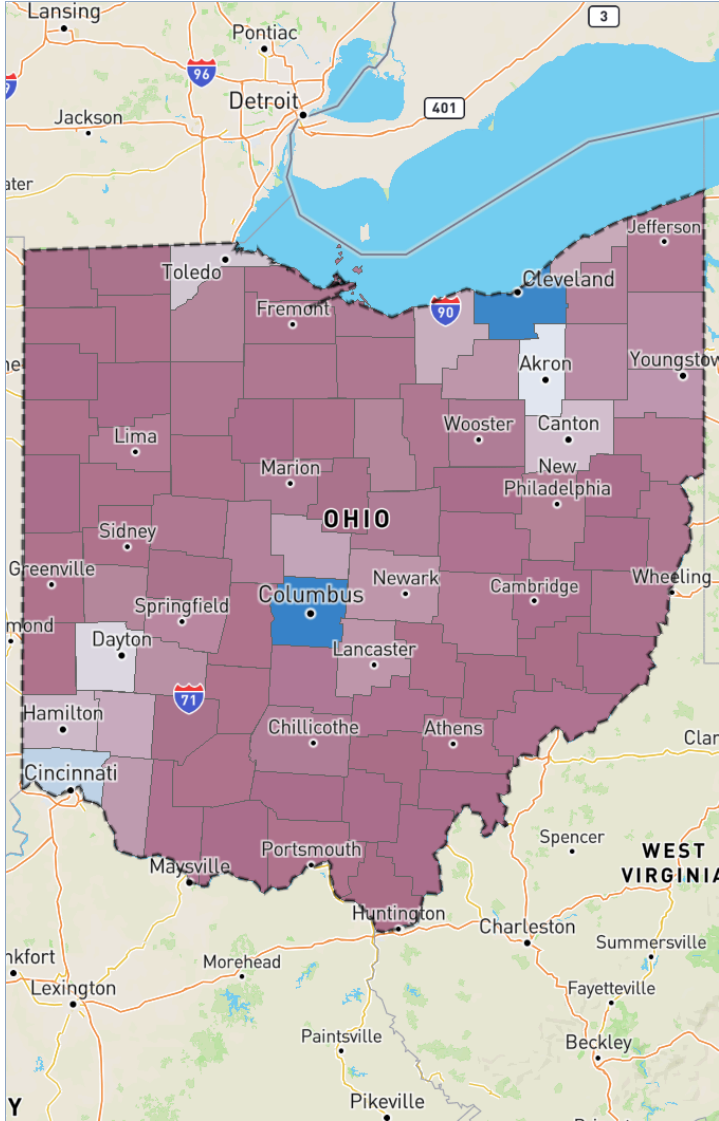 Lansing
3
Pontiac
96
Detroit
401
Jackson
Jefferson
Toledo
Cleveland
Fremont
90
Akron
Youngstow
Lima
Wooster
Canton
Marion
New
Philadelphia
OHIO
Sidney
Greenville
Newark
Cambridge
Wheeling
Columbus
Springfield
mond
Dayton
Lancaster
71
Hamilton
Chillicothe
Athens
Clar
Cincinnati
Spencer
WEST
VIRGINIA
Portsmouth
Maysville
Huntington
Charleston
Summersville
nkfort
Morehead
Lexington
Fayetteville
Paintsville
Beckley
Pikeville
Y